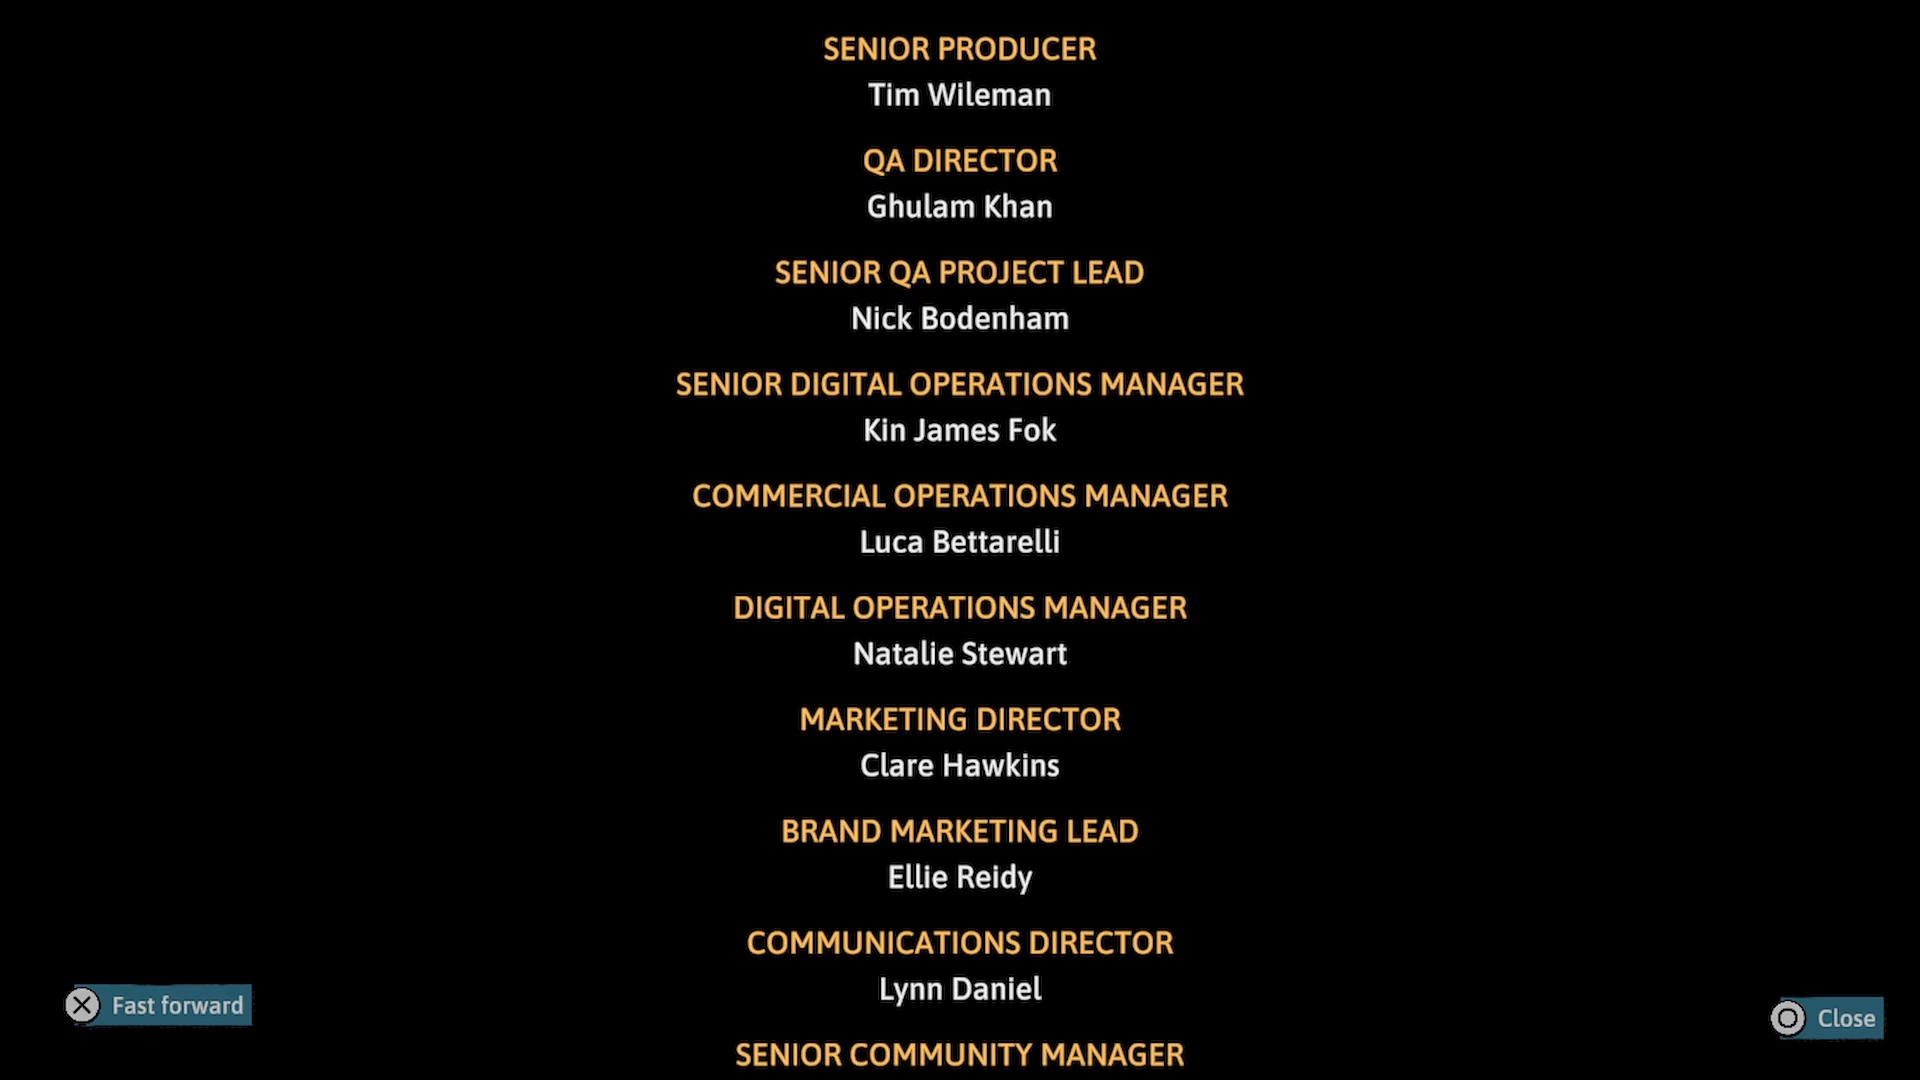 SENIOR PRODUCER
Tim Wileman
QA DIRECTOR
Ghulam Khan
SENIOR QA PROJECT LEAD
Nick Bodenham
SENIOR DIGITAL OPERATIONS MANAGER
Kin James Fok
COMMERCIAL OPERATIONS MANAGER
Luca Bettarelli
DIGITAL OPERATIONS MANAGER
Natalie Stewart
MARKETING DIRECTOR
Clare Hawkins
BRAND MARKETING LEAD
Ellie Reidy
COMMUNICATIONS DIRECTOR
Lynn Daniel
SENIOR COMMUNITY MANAGER
Fast forward
Close